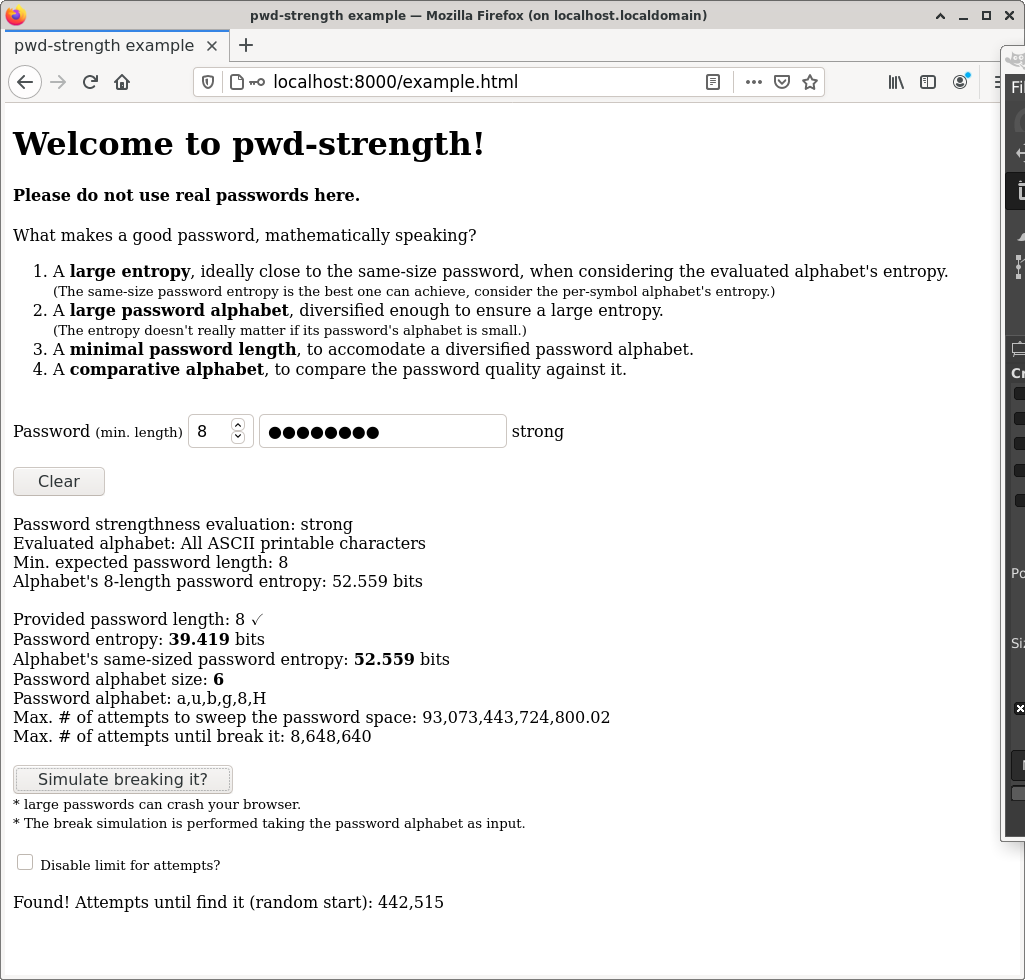 pwd-strength example — Mozilla Firefox (on localhost.localdomain)
pwd-strength example
localhost:8000/example.html
Welcome to pwd-strength!
Please do not use real passwords here.
What makes a good password, mathematically speaking?
1. A large entropy, ideally close to the same-size password, when considering the evaluated alphabet's entropy.
(The same-size password entropy is the best one can achieve, consider the per-symbol alphabet's entropy.)
2. A large password alphabet, diversified enough to ensure a large entropy.
(The entropy doesn't really matter if its password's alphabet is small.)
3. A minimal password length, to accomodate a diversified password alphabet.
4. A comparative alphabet, to compare the password quality against it.
Password (min. length) 8 ●●●●●●●● strong
Clear
Password strengthness evaluation: strong
Evaluated alphabet: All ASCII printable characters
Min. expected password length: 8
Alphabet's 8-length password entropy: 52.559 bits
Provided password length: 8 ✓
Password entropy: 39.419 bits
Alphabet's same-sized password entropy: 52.559 bits
Password alphabet size: 6
Password alphabet: a,u,b,g,8,H
Max. # of attempts to sweep the password space: 93,073,443,724,800.02
Max. # of attempts until break it: 8,648,640
Simulate breaking it?
* large passwords can crash your browser.
* The break simulation is performed taking the password alphabet as input.
Disable limit for attempts?
Found! Attempts until find it (random start): 442,515